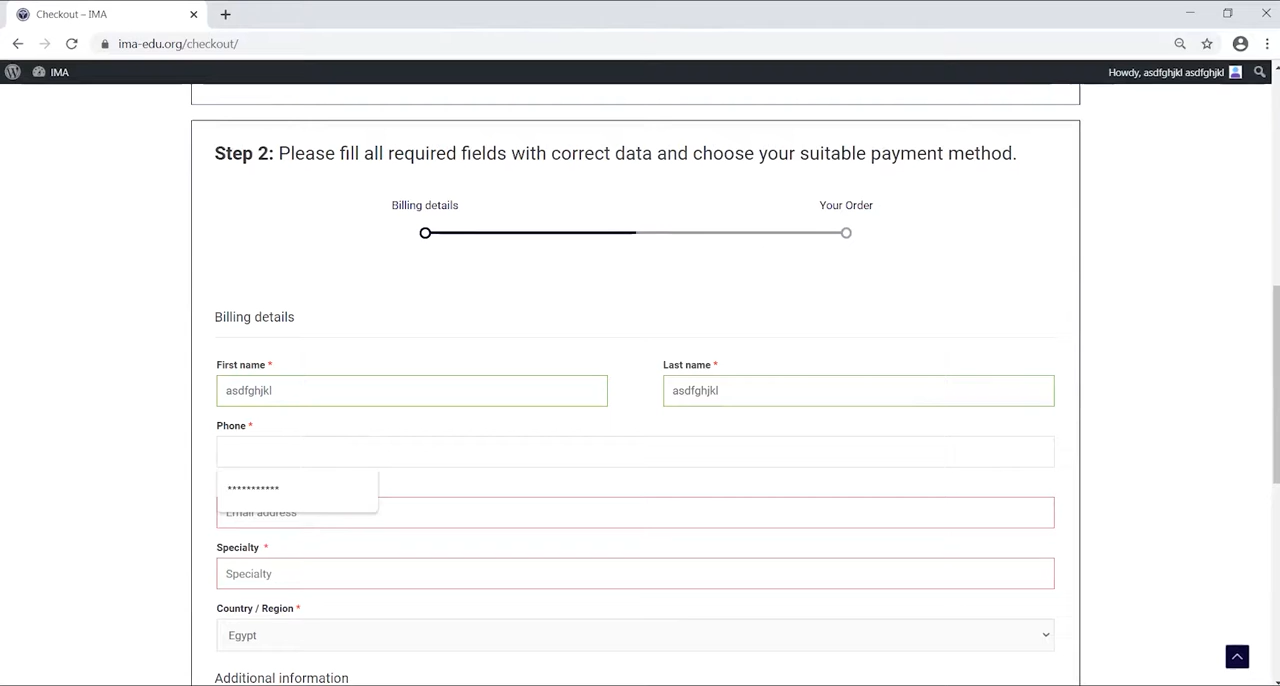 Checkout – IMA
ima-edu.org/checkout/
IMA
Howdy, asdfghjkl asdfghjkl
Step 2: Please fill all required fields with correct data and choose your suitable payment method.
Billing details
Your Order
Billing details
First name *
Last name *
asdfghjkl
asdfghjkl
Phone *
***********
Email address
Specialty *
Specialty
Country / Region *
Egypt
Additional information